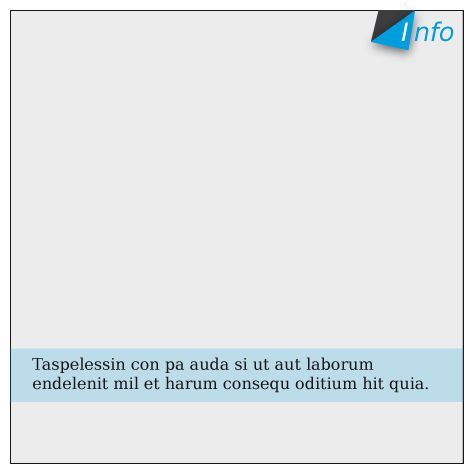 Info
Taspelessin con pa auda si ut aut laborum
endelenit mil et harum consequ oditium hit quia.